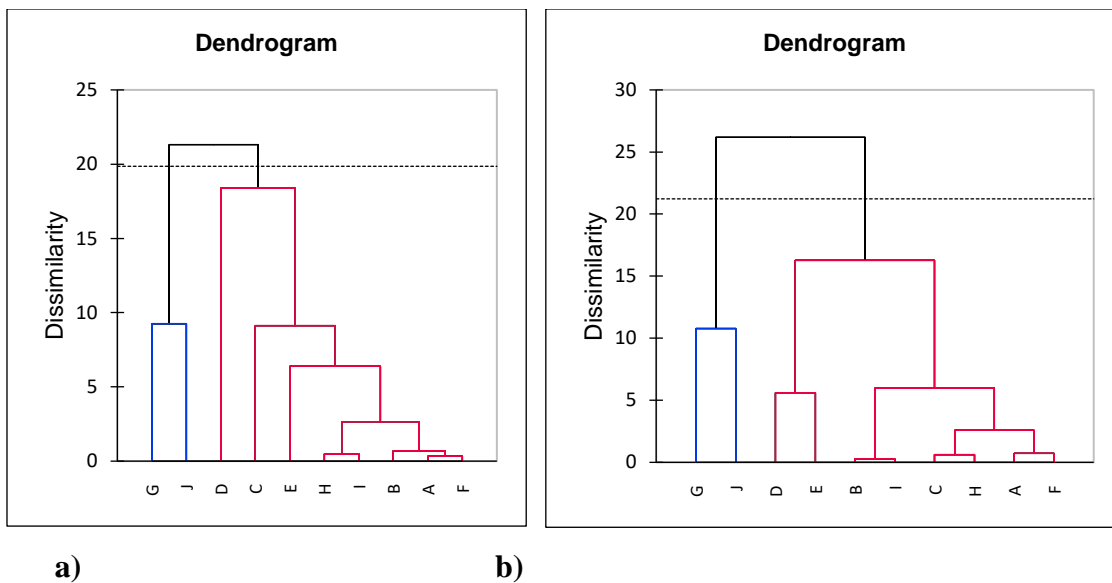 Dendrogram
25
20
15
10
5
0
Dissimilarity
G J D C E H I B A F
a)
Dendrogram
30
25
20
15
10
5
0
Dissimilarity
G J D E B I C H A F
b)